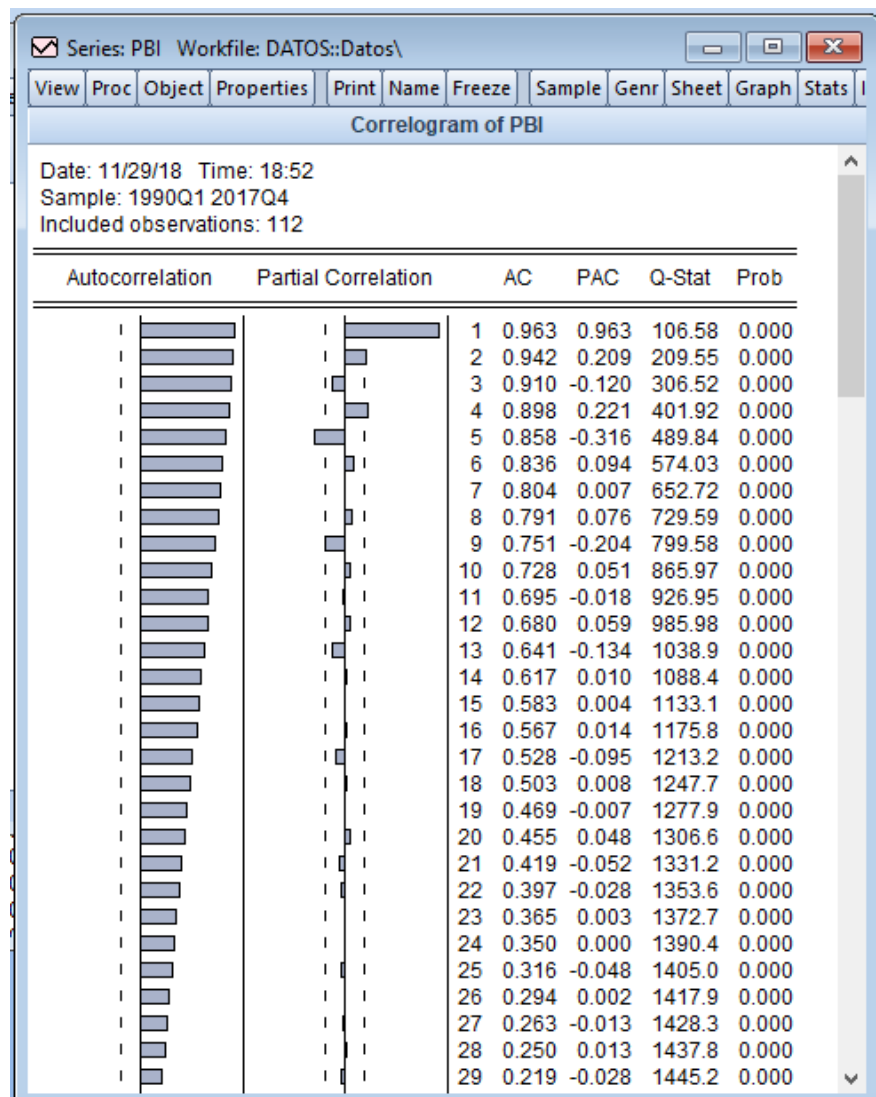 Series: PBI Workfile: DATOS::Datos\
View Proc Object Properties Print Name Freeze Sample Genr Sheet Graph Stats
Correlogram of PBI
Date: 11/29/18 Time: 18:52
Sample: 1990Q1 2017Q4
Included observations: 112
Autocorrelation Partial Correlation AC PAC Q-Stat Prob
1 0.963 0.963 106.58 0.000
2 0.942 0.209 209.55 0.000
3 0.910 -0.120 306.52 0.000
4 0.898 0.221 401.92 0.000
5 0.858 -0.316 489.84 0.000
6 0.836 0.094 574.03 0.000
7 0.804 0.007 652.72 0.000
8 0.791 0.076 729.59 0.000
9 0.751 -0.204 799.58 0.000
10 0.728 0.051 865.97 0.000
11 0.695 -0.018 926.95 0.000
12 0.680 0.059 985.98 0.000
13 0.641 -0.134 1038.9 0.000
14 0.617 0.010 1088.4 0.000
15 0.583 0.004 1133.1 0.000
16 0.567 0.014 1175.8 0.000
17 0.528 -0.095 1213.2 0.000
18 0.503 0.008 1247.7 0.000
19 0.469 -0.007 1277.9 0.000
20 0.455 0.048 1306.6 0.000
21 0.419 -0.052 1331.2 0.000
22 0.397 -0.028 1353.6 0.000
23 0.365 0.003 1372.7 0.000
24 0.350 0.000 1390.4 0.000
25 0.316 -0.048 1405.0 0.000
26 0.294 0.002 1417.9 0.000
27 0.263 -0.013 1428.3 0.000
28 0.250 0.013 1437.8 0.000
29 0.219 -0.028 1445.2 0.000